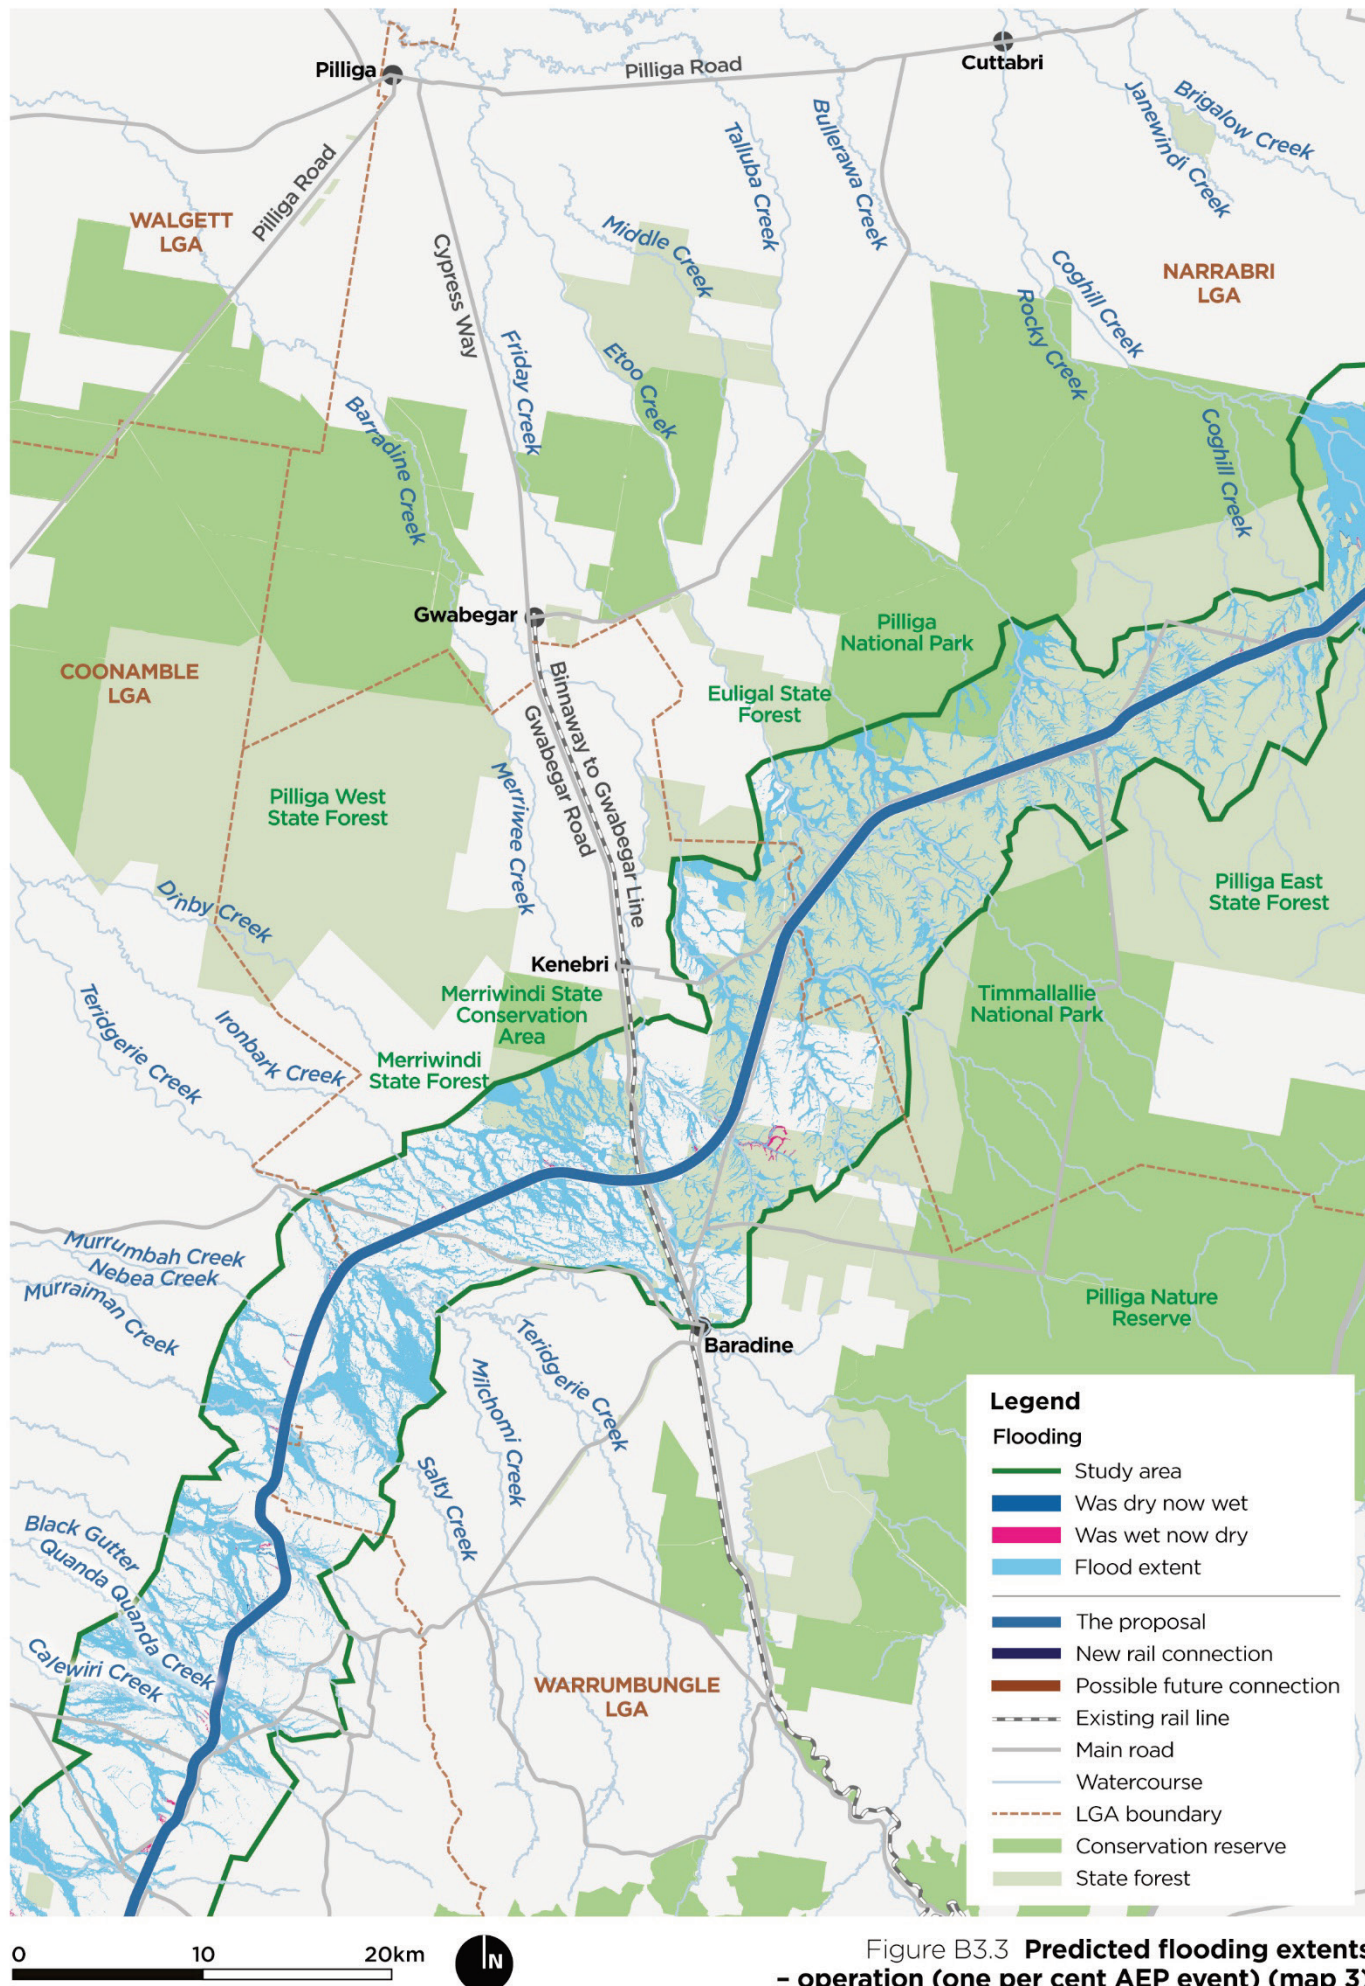 Pilliga
Pilliga Road
Cuttabri
Brigalow Creek
Janewindi Creek
Bullerawa Creek
Talluba Creek
Pilliga Road
WALGETT
LGA
Middle Creek
Cypress Way
NARRABRI
LGA
Coghill Creek
Rocky Creek
Friday Creek
Etoo Creek
Barradine Creek
Coghill Creek
Gwabegar
Pilliga
National Park
COONAMBLE
LGA
Binnaway to Gwabegar Line
Gwabegar Road
Euligal State
Forest
Merriwee Creek
Pilliga West
State Forest
Dinby Creek
Pilliga East
State Forest
Kenebri
Merriwindi State
Conservation
Area
Timmallallie
National Park
Teridgerie Creek
Ironbark Creek
Merriwindi
State Forest
Murrumbah Creek
Nebea Creek
Murraiman Creek
Pilliga Nature
Reserve
Baradine
Teridgerie Creek
Milchomi Creek
Salty Creek
Black Gutter
Quanda Quanda Creek
Calewiri Creek
WARRUMBUNGLE
LGA
Legend
Flooding
Study area
Was dry now wet
Was wet now dry
Flood extent
The proposal
New rail connection
Possible future connection
Existing rail line
Main road
Watercourse
LGA boundary
Conservation reserve
State forest
0 10 20km
N
Figure B3.3 Predicted flooding extents
– operation (one per cent AEP event) (map 3)